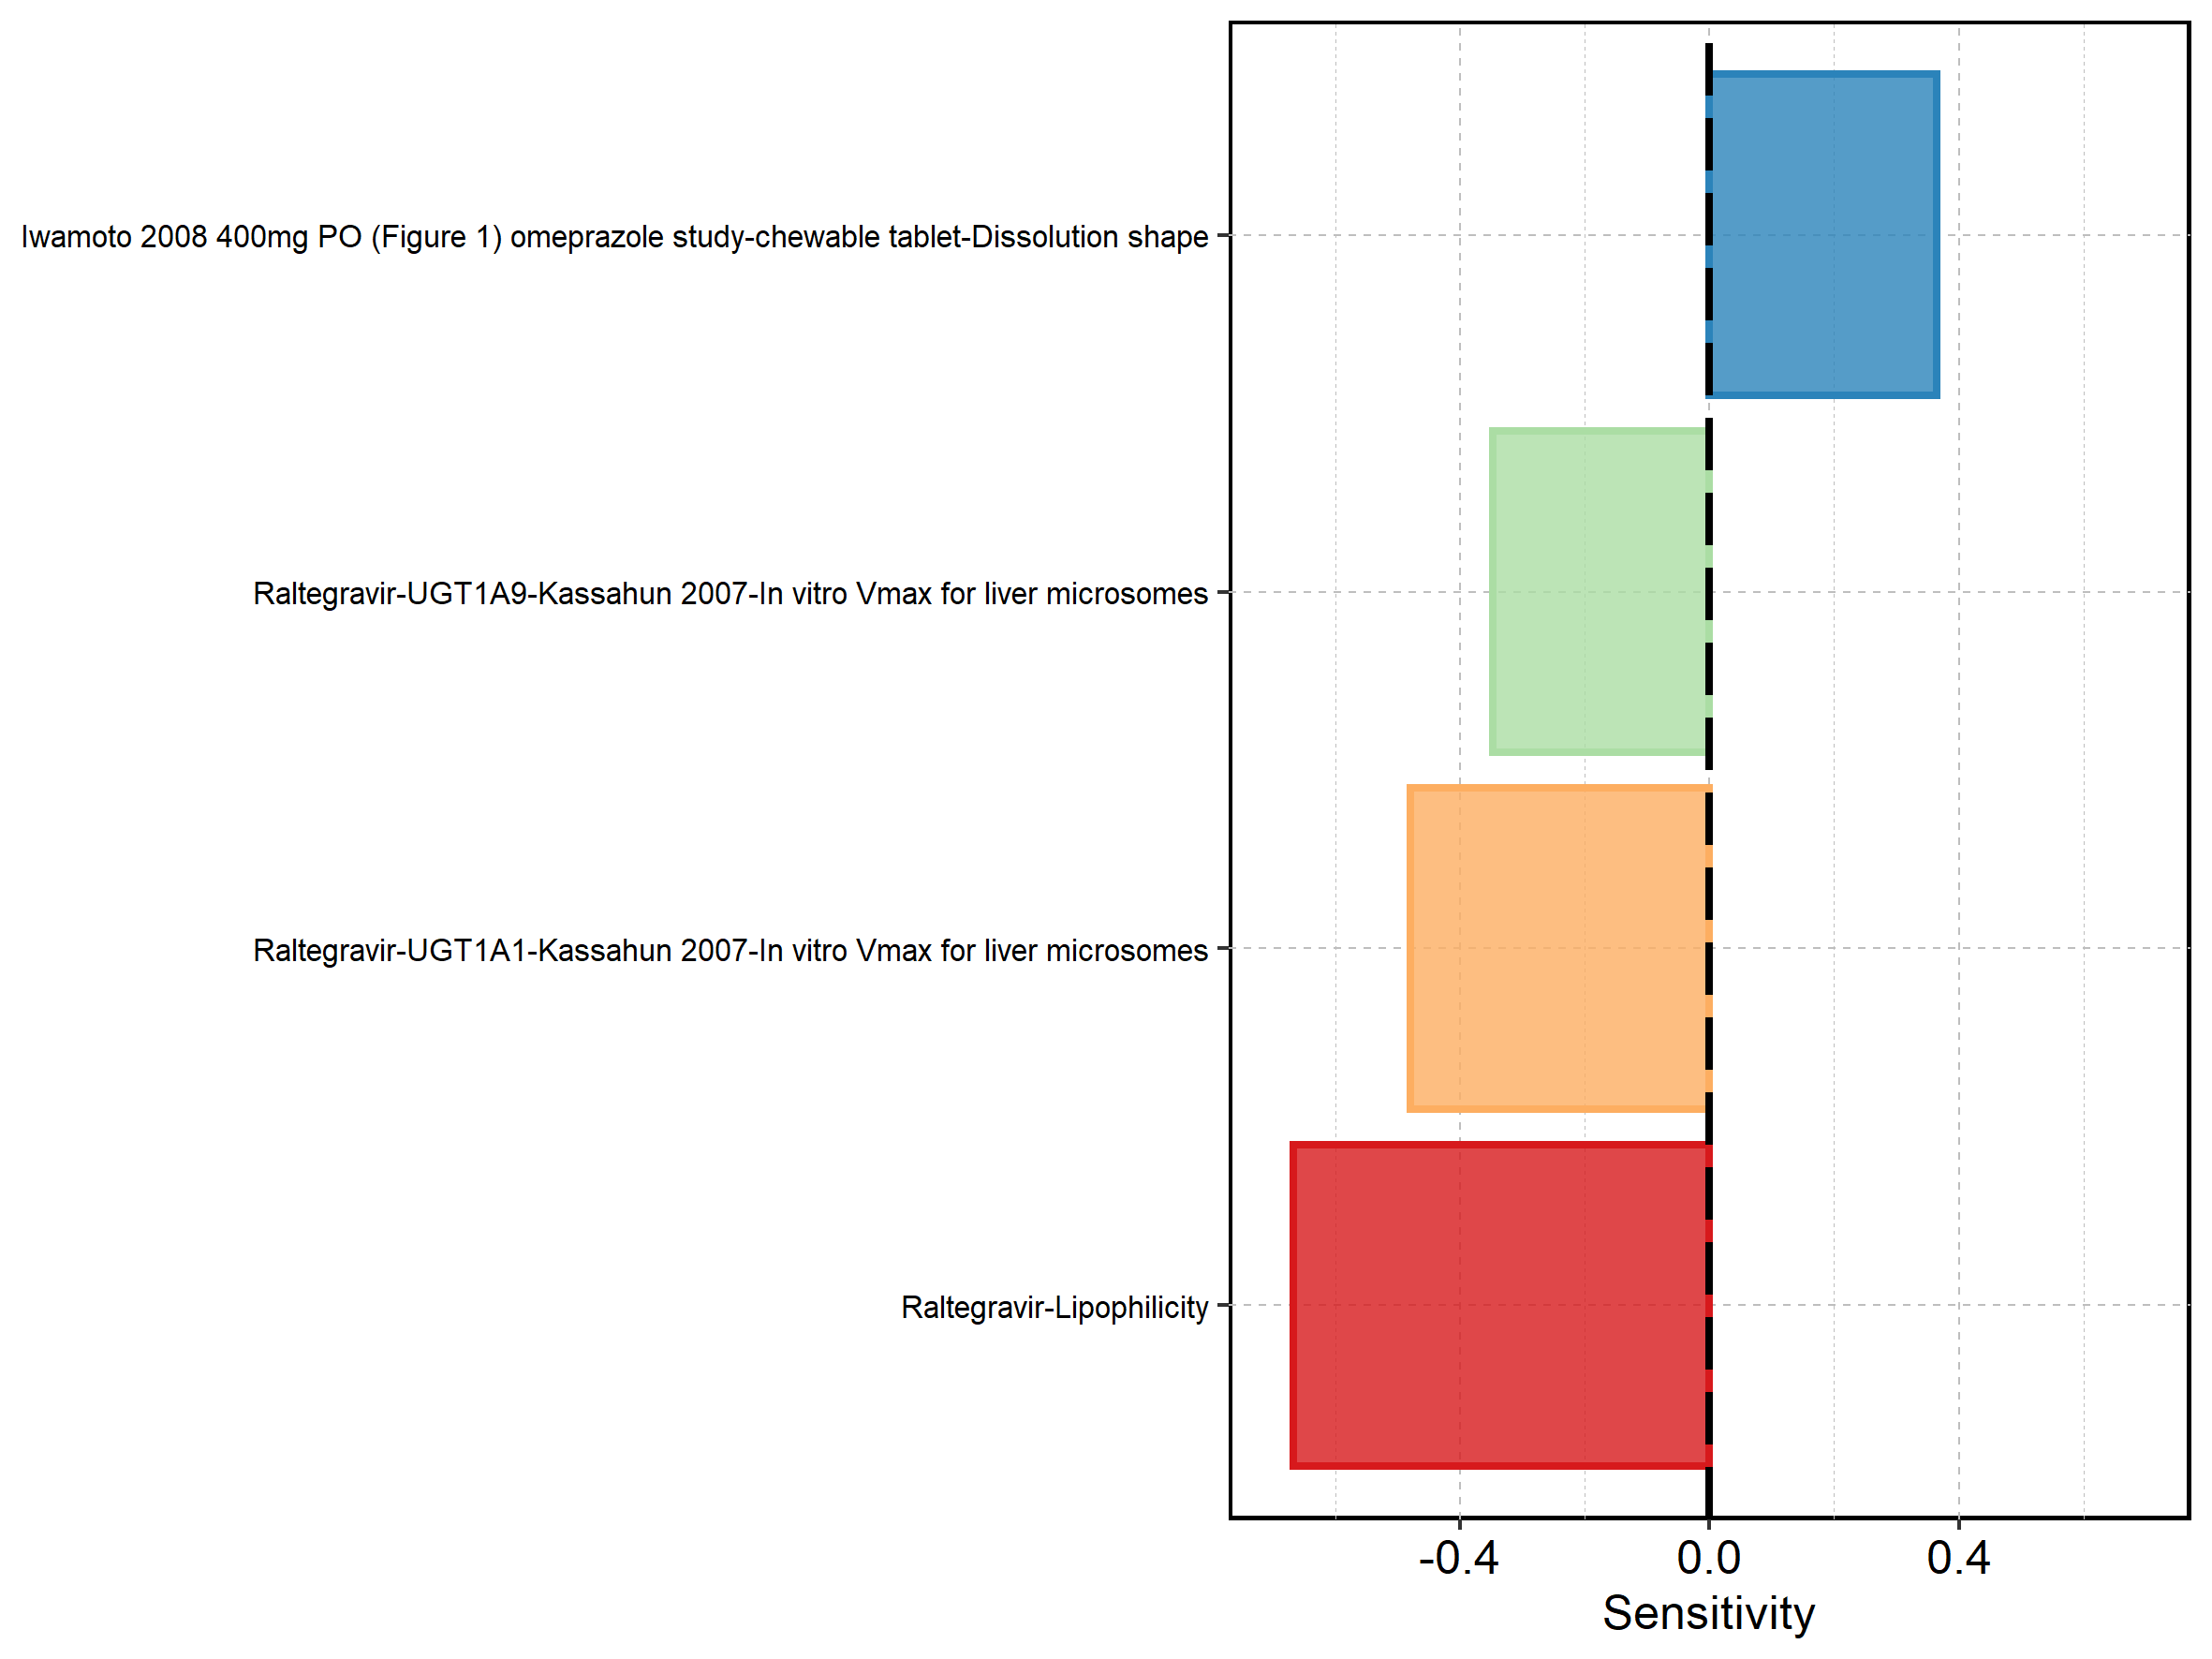 Iwamoto 2008 400mg PO (Figure 1) omeprazole study-chewable tablet-Dissolution shape
Raltegravir-UGT1A9-Kassahun 2007-In vitro Vmax for liver microsomes
Raltegravir-UGT1A1-Kassahun 2007-In vitro Vmax for liver microsomes
Raltegravir-Lipophilicity
-0.4 0.0 0.4
Sensitivity